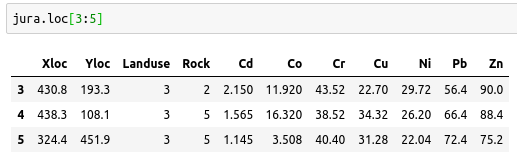 jura.loc[3:5]
Xloc Yloc Landuse Rock Cd Co Cr Cu Ni Pb Zn
3 430.8 193.3 3 2 2.150 11.920 43.52 22.70 29.72 56.4 90.0
4 438.3 108.1 3 5 1.565 16.320 38.52 34.32 26.20 66.4 88.4
5 324.4 451.9 3 5 1.145 3.508 40.40 31.28 22.04 72.4 75.2